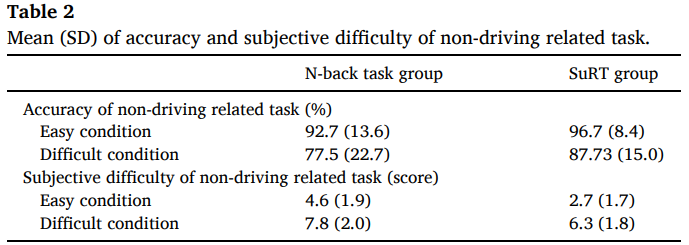 Table 2
Mean (SD) of accuracy and subjective difficulty of non-driving related task.
N-back task group SuRT group
Accuracy of non-driving related task (%)
Easy condition 92.7 (13.6) 96.7 (8.4)
Difficult condition 77.5 (22.7) 87.73 (15.0)
Subjective difficulty of non-driving related task (score)
Easy condition 4.6 (1.9) 2.7 (1.7)
Difficult condition 7.8 (2.0) 6.3 (1.8)